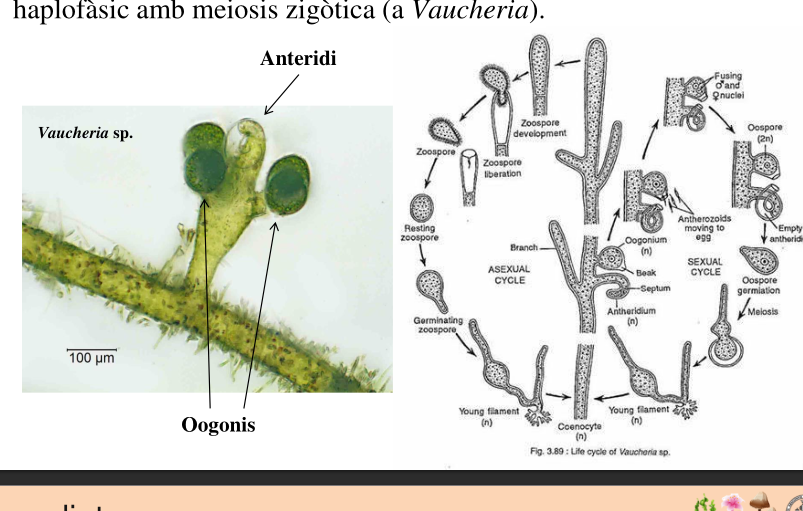 haplofàsic amb meiosis zigòtica (a Vaucheria).
Anteridi
Vaucheria sp.
100 µm
Oogonis
Fusing
♂and
♀nuclei
Oospore
(2n)
Zoospore
development
Zoospore
Zoospore
liberation
Resting
zoospore
Antherozoids
moving to
egg
Empty
Branch
Oogonium
(n)
ASEXUAL
CYCLE
SEXUAL
CYCLE
Beak
Septum
Oospore
germiation
Antheridium
(n)
Meiosis
Germinating
zoospore
Young filament
(n)
Coenocyte
(n)
Young filament
(n)
Fig. 3.89 : Life cycle of Vaucheria sp.